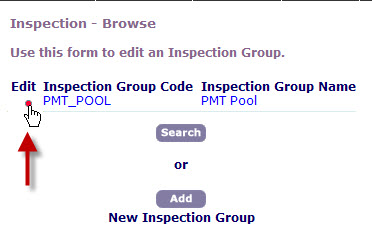 Inspection - Browse
Use this form to edit an Inspection Group.
Edit Inspection Group Code Inspection Group Name
PMT_POOL PMT Pool
Search
or
Add
New Inspection Group